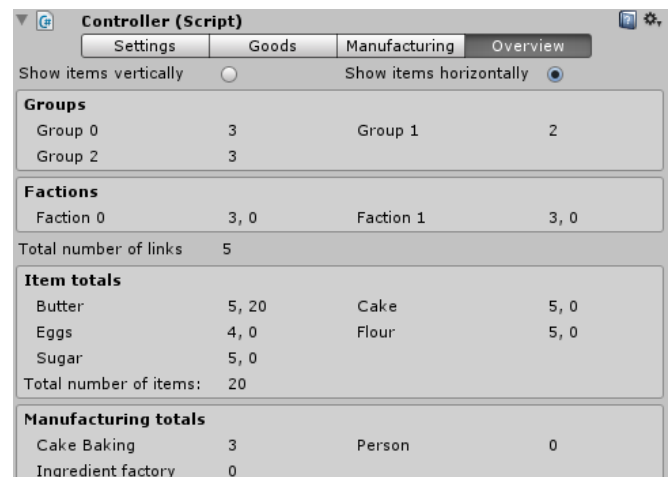 Controller (Script)
Settings Goods Manufacturing Overview
Show items vertically Show items horizontally
Groups
Group 0 3 Group 1 2
Group 2 3
Factions
Faction 0 3, 0 Faction 1 3, 0
Total number of links 5
Item totals
Butter 5, 20 Cake 5, 0
Eggs 4, 0 Flour 5, 0
Sugar 5, 0
Total number of items: 20
Manufacturing totals
Cake Baking 3 Person 0
Ingredient factory 0